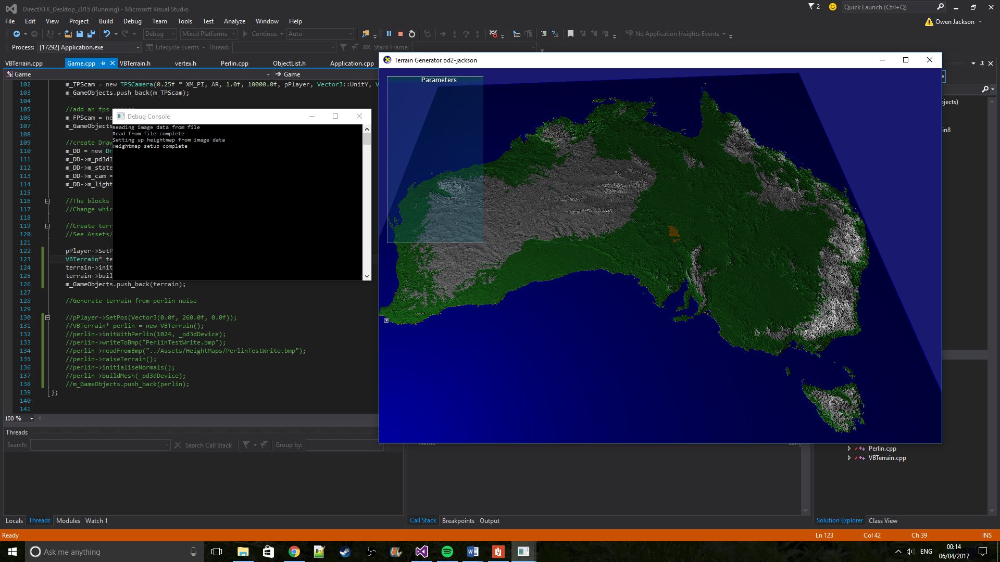 DirectXTK_Desktop_2015 (Running) - Microsoft Visual Studio
2
Quick Launch (Ctrl+Q)
File Edit View Project Build Debug Team Tools Test Analyze Window Help
Owen Jackson
Debug Mixed Platforms Continue Auto
No Application Insights Events
Process: [17292] Application.exe Lifecycle Events Thread: Stack Frame:
VBTerrain.cpp Game.cpp VBTerrain.h vertex.h Perlin.cpp ObjectList.h Application.cpp
Game Game
102 m_TPScam = new TPSCamera(0.25f * XM_PI, AR, 1.0f, 10000.0f, pPlayer, Vector3::UnitY, V
103 m_GameObjects.push_back(m_TPScam);
104
105 //add an fps
106 m_FPScam = ne
107 m_GameObjects
108
109 //create Draw
110 m_DD = new Dr
111 m_DD->m_pd3dI
112 m_DD->m_state
113 m_DD->m_cam =
114 m_DD->m_light
115
116 //The blocks
117 //Change whic
118
119 //Create terr
120 //See Assets/
121
122 pPlayer->SetP
123 VBTerrain* te
124 terrain->init
125 terrain->buil
126 m_GameObjects.push_back(terrain);
127
128 //Generate terrain from perlin noise
129
130 //pPlayer->SetPos(Vector3(0.0f, 260.0f, 0.0f));
131 //VBTerrain* perlin = new VBTerrain();
132 //perlin->initWithPerlin(1024, _pd3dDevice);
133 //perlin->writeToBmp("PerlinTestWrite.bmp");
134 //perlin->readFromBmp("../Assets/HeightMaps/PerlinTestWrite.bmp");
135 //perlin->raiseTerrain();
136 //perlin->initialiseNormals();
137 //perlin->buildMesh(_pd3dDevice);
138 //m_GameObjects.push_back(perlin);
139 };
140
141
100 %
Debug Console
Reading image data from file
Read from file complete
Setting up heightmap from image data
Heightmap setup complete
Terrain Generator od2-jackson
Parameters
?
jects)
in8
Perlin.cpp
VBTerrain.cpp
Threads
Search: Search Call Stack Group by:
Name Lang
Locals Threads Modules Watch 1
Call Stack Breakpoints Output
Solution Explorer Class View
Ready Ln 123 Col 42 Ch 39 INS
Ask me anything
ENG
00:14
06/04/2017